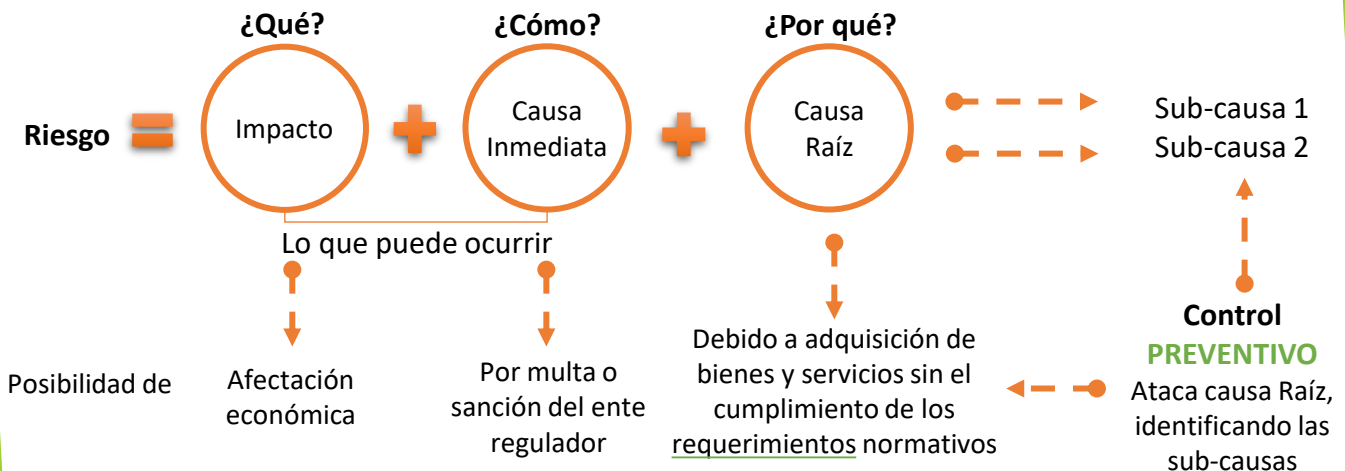 ¿Qué?
¿Cómo?
¿Por qué?
Riesgo
Impacto
Causa
Inmediata
Causa
Raíz
Sub-causa 1
Sub-causa 2
Lo que puede ocurrir
Posibilidad de
Afectación
económica
Por multa o
sanción del ente
regulador
Debido a adquisición de
bienes y servicios sin el
cumplimiento de los
requerimientos normativos
Control
PREVENTIVO
Ataca causa Raíz,
identificando las
sub-causas